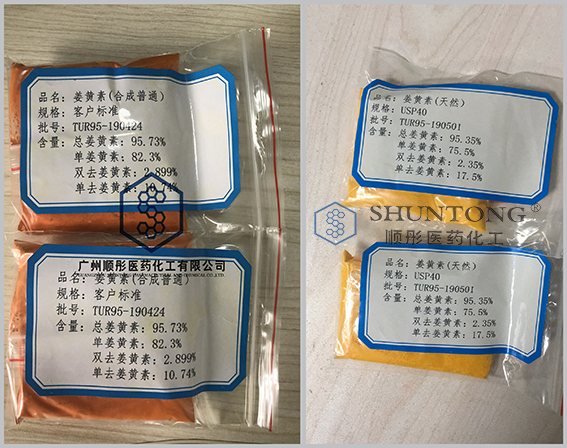 品名：姜黄素(合成普通)
规格：客户标准
批号：TUR95-190424
含量：总姜黄素：95.73%
单姜黄素：82.3%
双去姜黄素：2.899%
单去姜黄素：10.74%
广州顺彤医药化工有限公司
品名：姜黄素(合成普通)
规格：客户标准
批号：TUR95-190424
含量：总姜黄素：95.73%
单姜黄素：82.3%
双去姜黄素：2.899%
单去姜黄素：10.74%
品名：姜黄素(天然)
规格：USP40
批号：TUR95-190501
含量：总姜黄素：95.35%
单姜黄素：75.5%
双去姜黄素：2.35%
单去姜黄素：17.5%
SHUNTONG®
顺彤医药化工
品名：姜黄素(天然)
规格：USP40
批号：TUR95-190501
含量：总姜黄素：95.35%
单姜黄素：75.5%
双去姜黄素：2.35%
单去姜黄素：17.5%